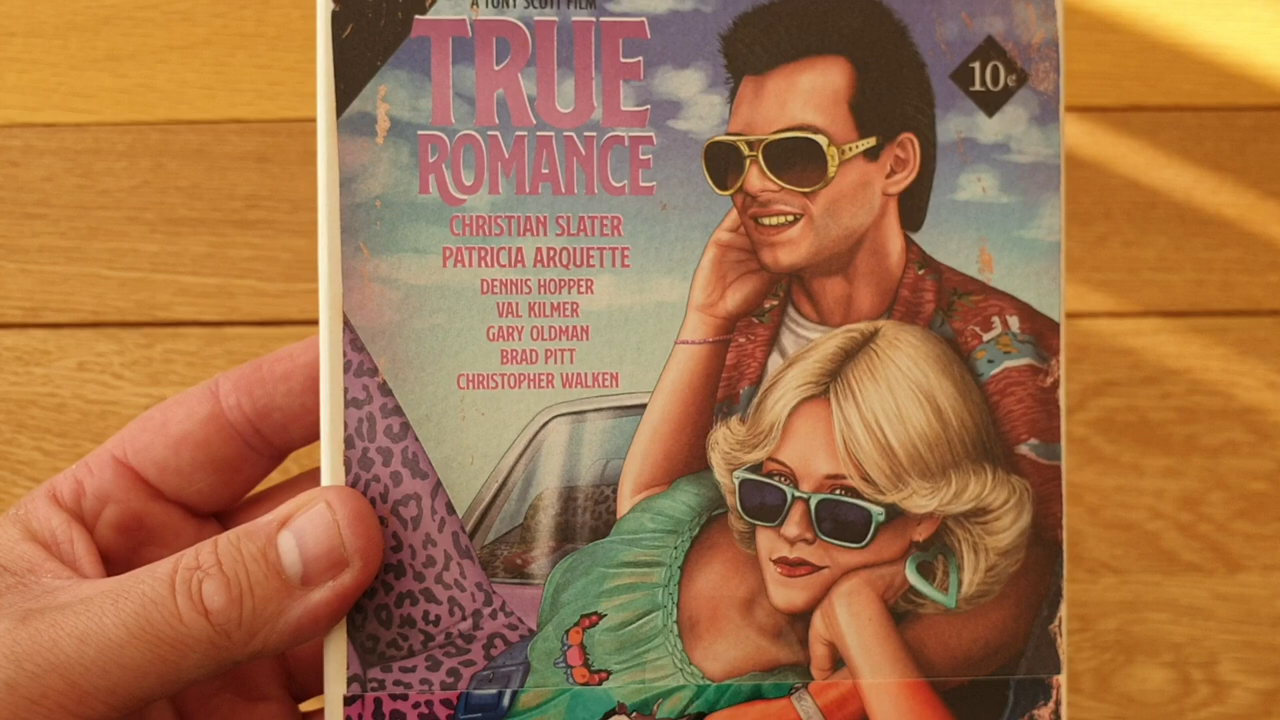 A TONY SCOTT FILM
TRUE
ROMANCE
10¢
CHRISTIAN SLATER
PATRICIA ARQUETTE
DENNIS HOPPER
VAL KILMER
GARY OLDMAN
BRAD PITT
CHRISTOPHER WALKEN